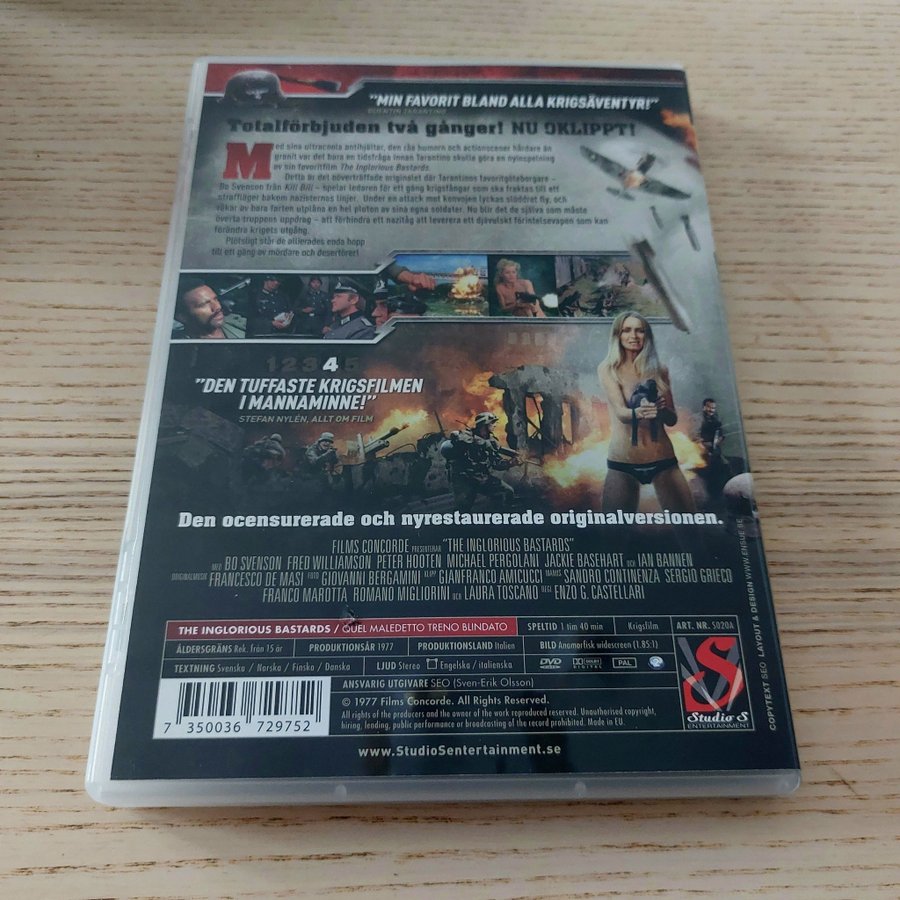 "MIN FAVORIT BLAND ALLA KRIGSÄVENTYR!"
QUENTIN TARANTINO
Totalförbjuden två gånger! NU OKLIPPT!
Med sina ultracoola antihjältar, den råa humorn och actionscener hårdare än
granit var det bara en tidsfråga innan Tarantino skulle göra en nyinspelning
av sin favoritfilm The Inglorious Bastards.
Detta är det oöverträffade originalet där Tarantinos favoritgötebergare –
Bo Svenson från Kill Bill – spelar ledaren för ett gäng krigsfångar som ska fraktas till ett
straffläger bakom nazisternas linjer. Under en attack mot konvojen lyckas slöddret fly, och
råkar av bara farten utplåna en hel pluton av sina egna soldater. Nu blir det de själva som måste
överta truppens uppdrag – att förhindra ett nazitåg att leverera ett djävulskt förintelsevapen som kan
förändra krigets utgång.
Plötsligt står de allierades enda hopp
till ett gäng av mördare och desertörer!
12345
"DEN TUFFASTE KRIGSFILMEN
I MANNAMINNE!"
STEFAN NYLÉN, ALLT OM FILM
Den ocensurerade och nyrestaurerade originalversionen.
FILMS CONCORDE PRESENTERAR "THE INGLORIOUS BASTARDS"
MED BO SVENSON FRED WILLIAMSON PETER HOOTEN MICHAEL PERGOLANI JACKIE BASEHART OCH IAN BANNEN
ORIGINALMUSIK FRANCESCO DE MASI FOTO GIOVANNI BERGAMINI KLIPP GIANFRANCO AMICUCCI MANUS SANDRO CONTINENZA SERGIO GRIECO
FRANCO MAROTTA ROMANO MIGLIORINI OCH LAURA TOSCANO REGI ENZO G. CASTELLARI
THE INGLORIOUS BASTARDS / QUEL MALEDETTO TRENO BLINDATO SPELTID 1 tim 40 min Krigsfilm ART. NR. S020A
ÅLDERSGRÄNS Rek. från 15 år PRODUKTIONSÅR 1977 PRODUKTIONSLAND Italien BILD Anamorfisk widescreen (1.85:1)
TEXTNING Svenska / Norska / Finska / Danska LJUD Stereo Engelska / italienska DVD VIDEO DOLBY DIGITAL PAL 2
ANSVARIG UTGIVARE SEO (Sven-Erik Olsson)
© 1977 Films Concorde. All Rights Reserved.
All rights of the producers and the owner of the work reproduced reserved. Unauthorised copyright,
hiring, lending, public performance or broadcasting of the record prohibited. Made in EU.
7 350036 729752
Studio S
ENTERTAINMENT
www.StudioSentertainment.se
COPYTEXT SEO LAYOUT & DESIGN WWW.ENSUE.SE